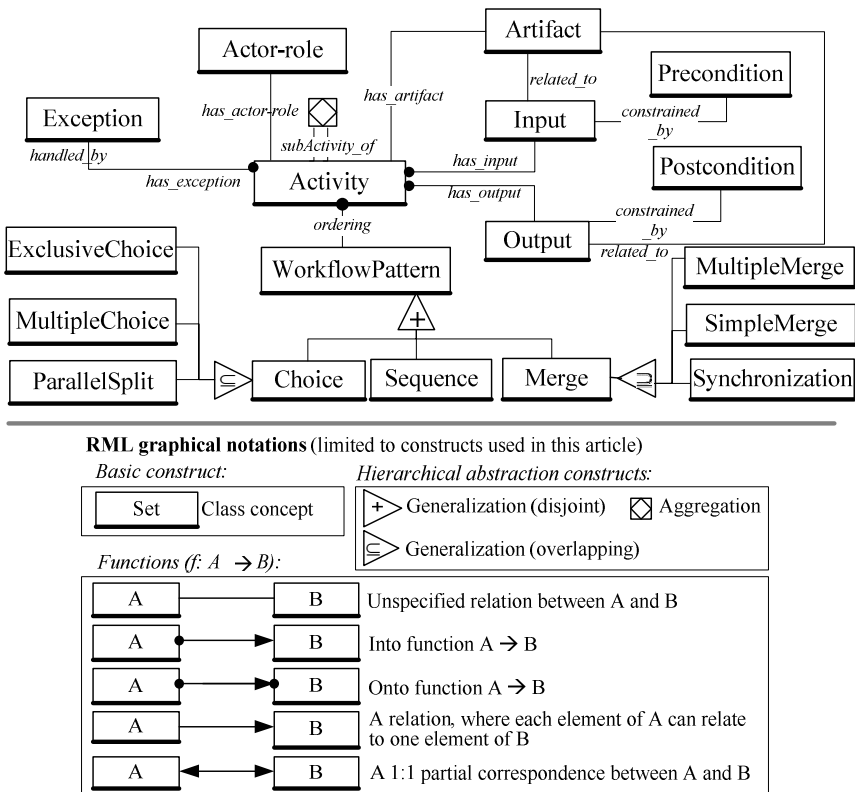 Artifact
Actor-role
Precondition
related_to
has_artifact
has_actor-role
Exception
Input
constrained
_by
handled_by
subActivity_of
has_input
Postcondition
has_exception
Activity
has_output
constrained
_by
ordering
ExclusiveChoice
Output
related_to
WorkflowPattern
MultipleMerge
MultipleChoice
+
SimpleMerge
ParallelSplit
⊆
Choice
Sequence
Merge
⊇
Synchronization
RML graphical notations (limited to constructs used in this article)
Basic construct:
Hierarchical abstraction constructs:
Set
Class concept
+
Generalization (disjoint)
Aggregation
⊆
Generalization (overlapping)
Functions (f: A → B):
A
B
Unspecified relation between A and B
A
B
Into function A → B
A
B
Onto function A → B
A
B
A relation, where each element of A can relate
to one element of B
A
B
A 1:1 partial correspondence between A and B